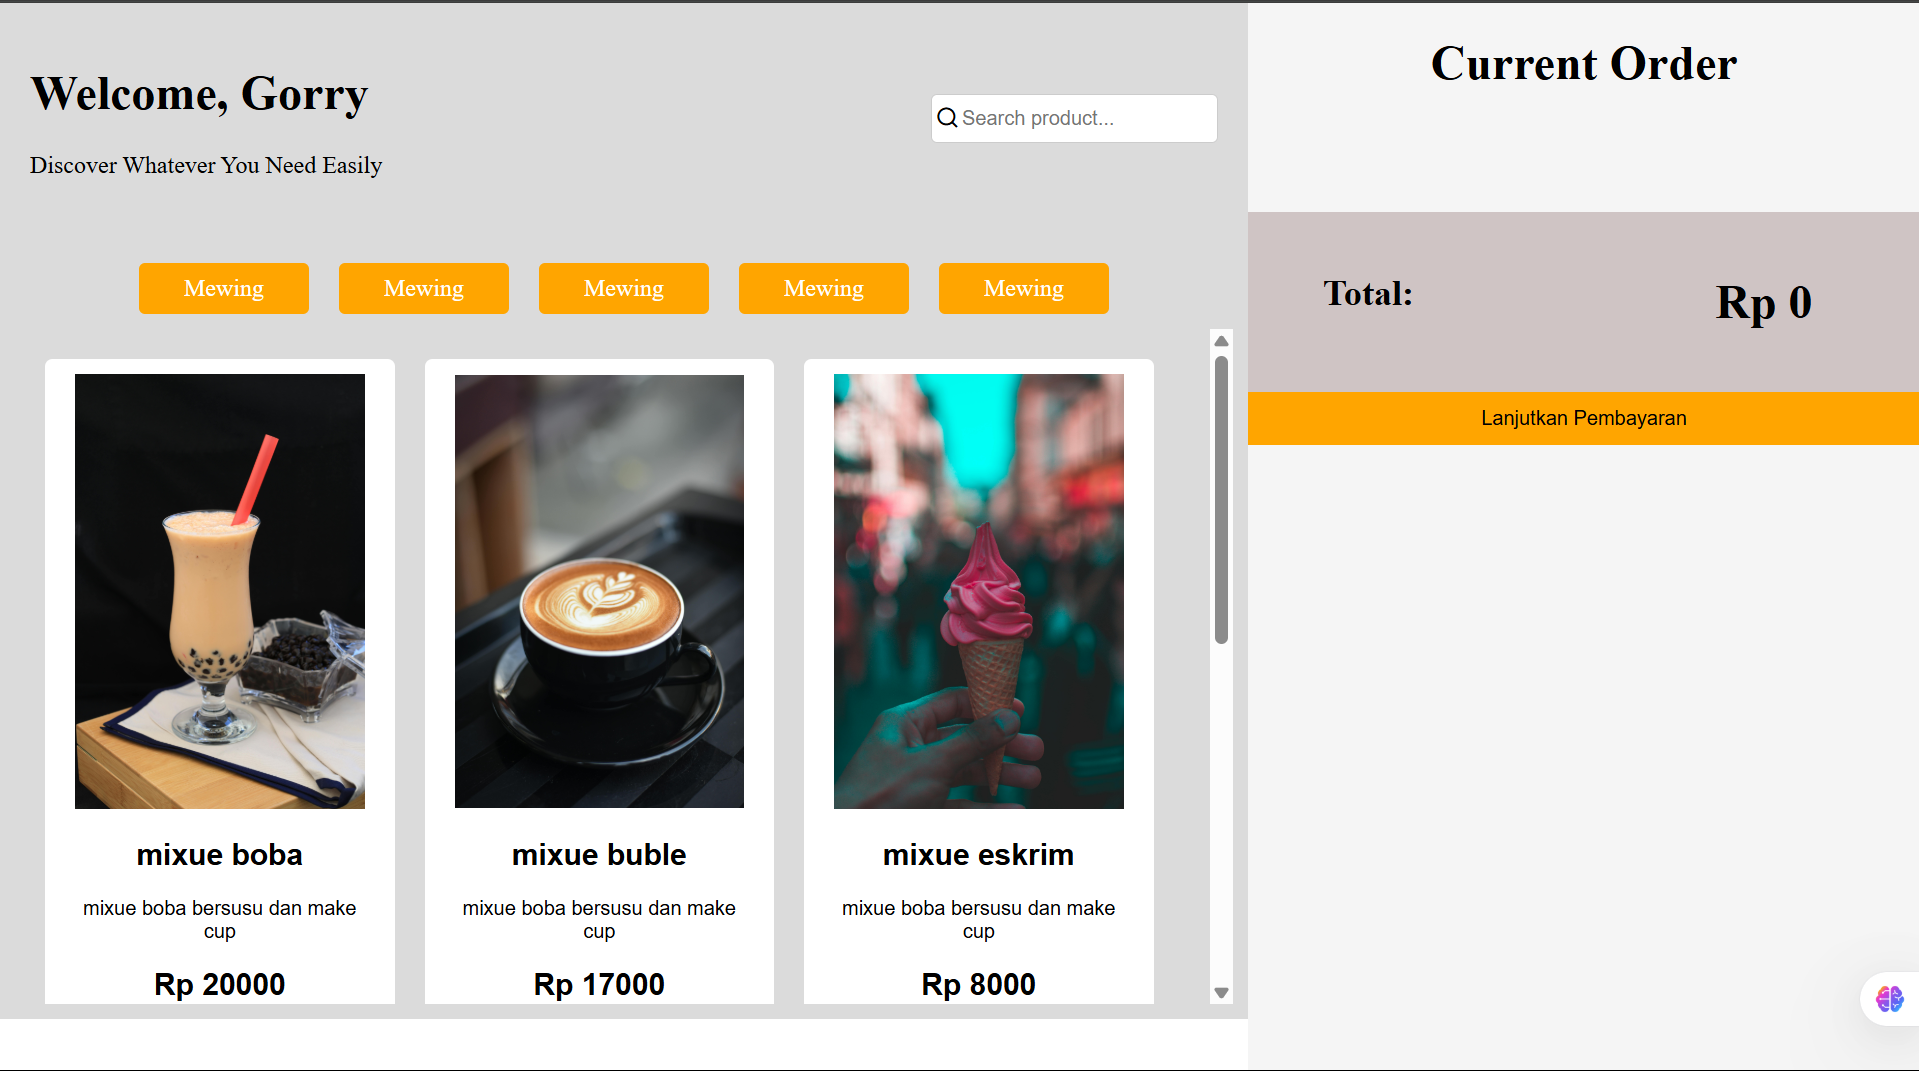 Welcome, Gorry
Discover Whatever You Need Easily
Search product...
Mewing
Mewing
Mewing
Mewing
Mewing
mixue boba
mixue boba bersusu dan make
cup
Rp 20000
mixue buble
mixue boba bersusu dan make
cup
Rp 17000
mixue eskrim
mixue boba bersusu dan make
cup
Rp 8000
Current Order
Total:
Rp 0
Lanjutkan Pembayaran